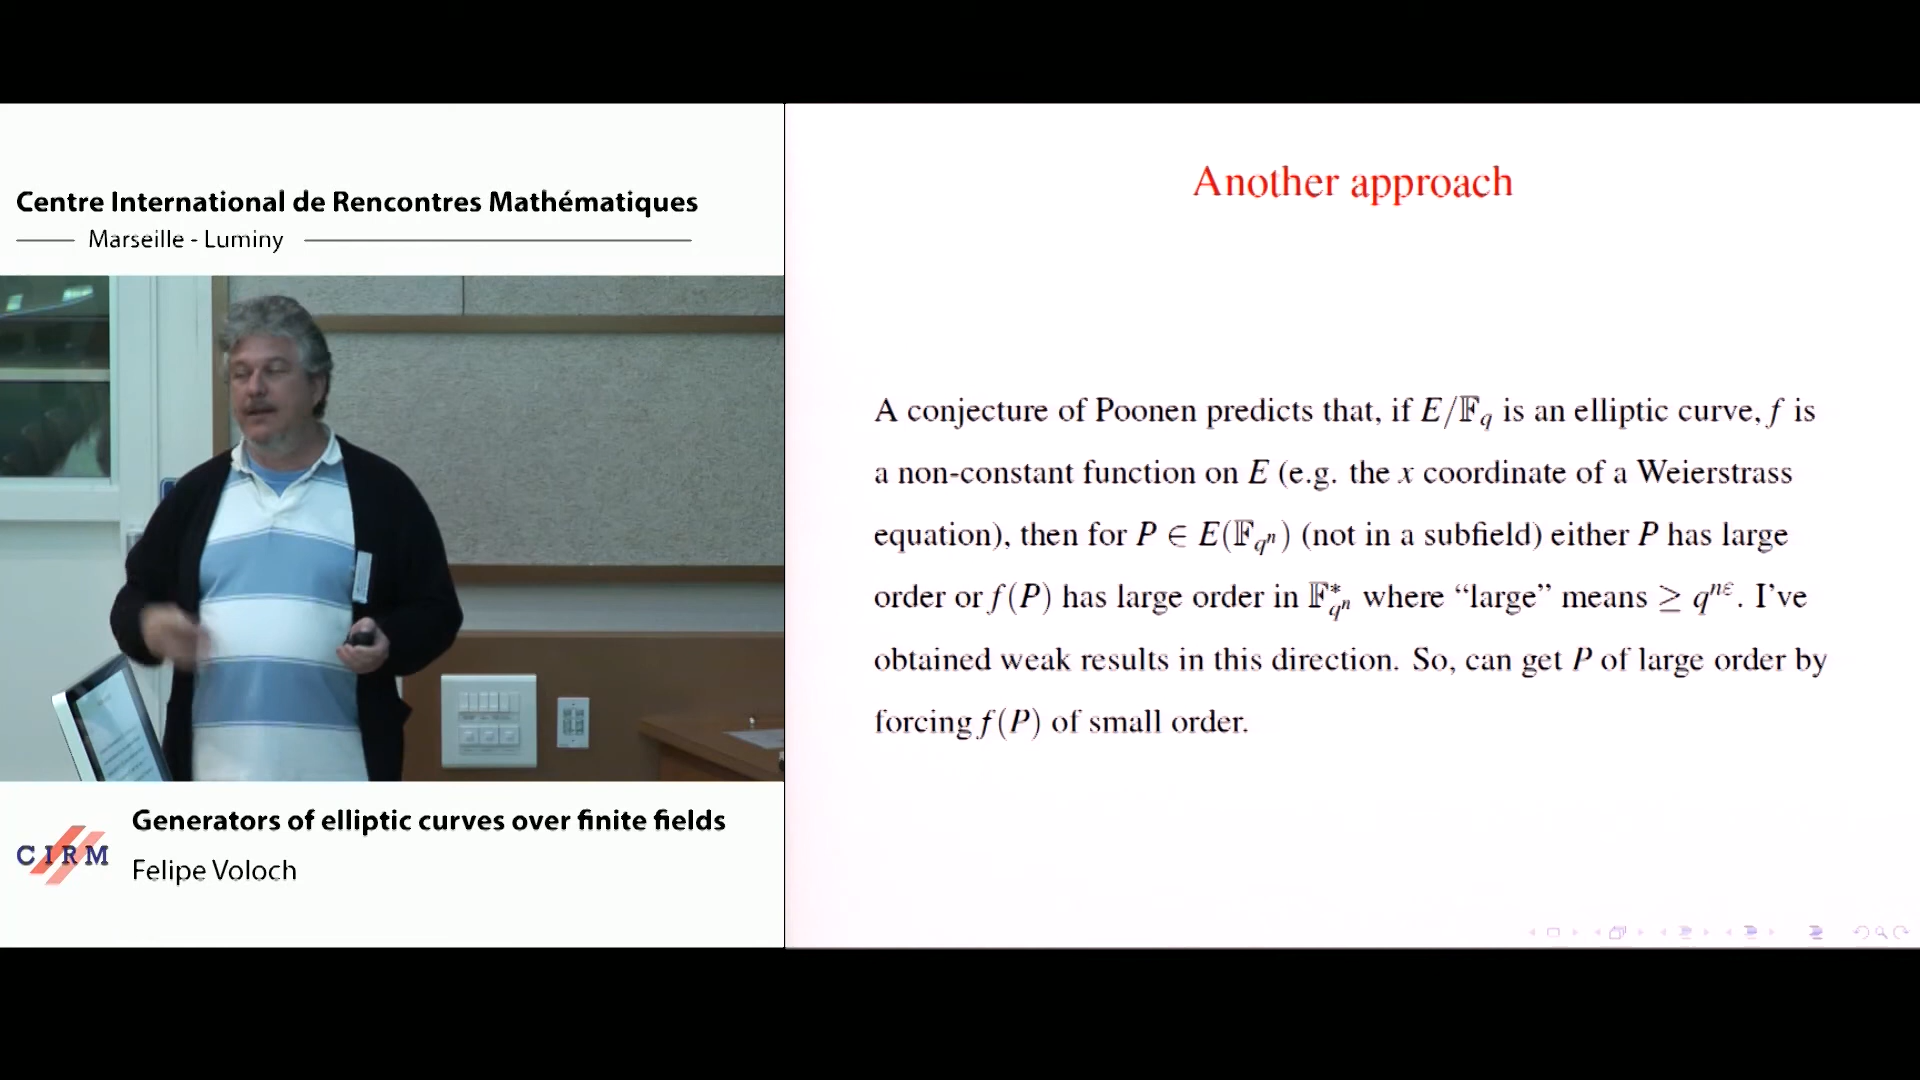 Centre International de Rencontres Mathématiques
Marseille - Luminy
Generators of elliptic curves over finite fields
CIRM
Felipe Voloch
Another approach
A conjecture of Poonen predicts that, if E/𝔽_q is an elliptic curve, f is
a non-constant function on E (e.g. the x coordinate of a Weierstrass
equation), then for P ∈ E(𝔽_{q^n}) (not in a subfield) either P has large
order or f(P) has large order in 𝔽*_{q^n} where “large” means ≥ q^{nε}. I’ve
obtained weak results in this direction. So, can get P of large order by
forcing f(P) of small order.